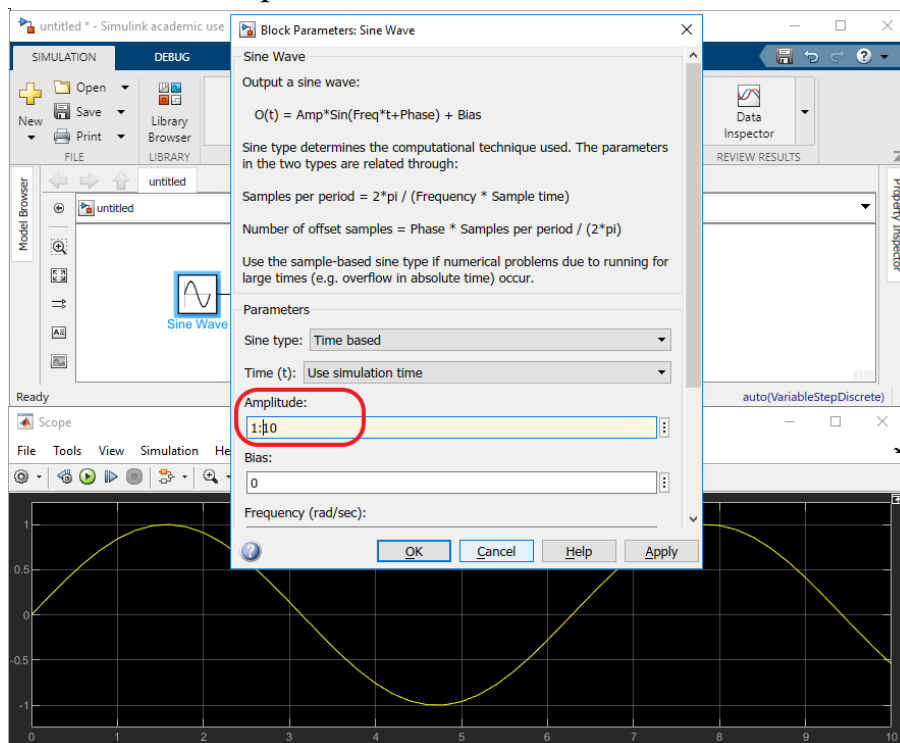 untitled * - Simulink academic use
Block Parameters: Sine Wave
SIMULATION
DEBUG
New
Open
Save
Print
FILE
Library
Browser
LIBRARY
Data
Inspector
REVIEW RESULTS
Model Browser
untitled
untitled
Property Inspector
Sine Wave
Ready
auto(VariableStepDiscrete)
Sine Wave
Output a sine wave:
O(t) = Amp*Sin(Freq*t+Phase) + Bias
Sine type determines the computational technique used. The parameters
in the two types are related through:
Samples per period = 2*pi / (Frequency * Sample time)
Number of offset samples = Phase * Samples per period / (2*pi)
Use the sample-based sine type if numerical problems due to running for
large times (e.g. overflow in absolute time) occur.
Parameters
Sine type: Time based
Time (t): Use simulation time
Amplitude:
1:10
Bias:
0
Frequency (rad/sec):
OK Cancel Help Apply
Scope
File Tools View Simulation He
1
0.5
0
-0.5
-1
0 1 2 3 4 5 6 7 8 9 10